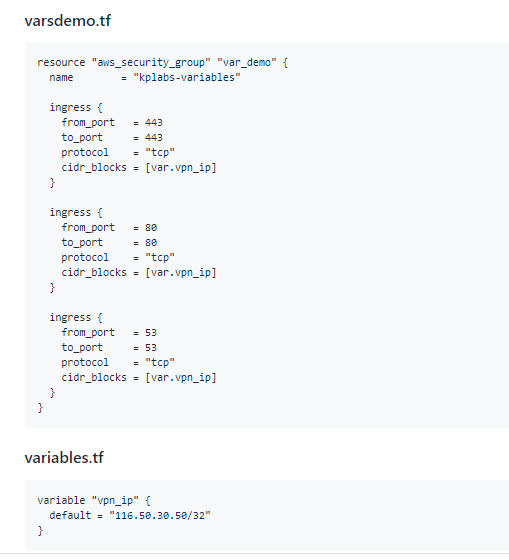 varsdemo.tf
resource "aws_security_group" "var_demo" {
  name        = "kplabs-variables"

  ingress {
    from_port   = 443
    to_port     = 443
    protocol    = "tcp"
    cidr_blocks = [var.vpn_ip]
  }

  ingress {
    from_port   = 80
    to_port     = 80
    protocol    = "tcp"
    cidr_blocks = [var.vpn_ip]
  }

  ingress {
    from_port   = 53
    to_port     = 53
    protocol    = "tcp"
    cidr_blocks = [var.vpn_ip]
  }
}
variables.tf
variable "vpn_ip" {
  default = "116.50.30.50/32"
}